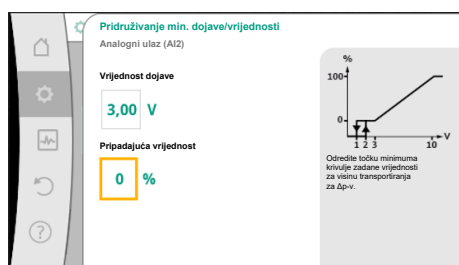 Pridruživanje min. dojave/vrijednosti
Analogni ulaz (AI2)
Vrijednost dojave
3,00 V
Pripadajuća vrijednost
0 %
%
100
0
1 2 3 10 V
Odredite točku minimuma
krivulje zadane vrijednosti
za visinu transportiranja
za Δp-v.
?